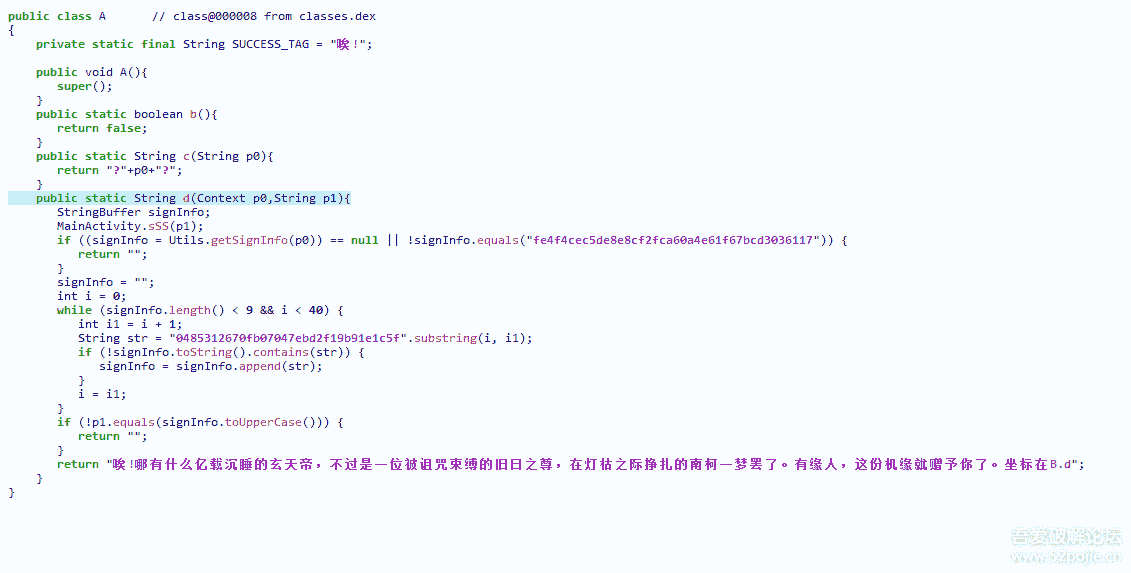 public class A // class@000008 from classes.dex
{
private static final String SUCCESS_TAG = "唉!";
public void A(){
super();
}
public static boolean b(){
return false;
}
public static String c(String p0){
return "?"+p0+"?";
}
public static String d(Context p0,String p1){
StringBuffer signInfo;
MainActivity.sSS(p1);
if ((signInfo = Utils.getSignInfo(p0)) == null || !signInfo.equals("fe4f4cec5de8e8cf2fca60a4e61f67bcd3036117")) {
return "";
}
signInfo = "";
int i = 0;
while (signInfo.length() < 9 && i < 40) {
int i1 = i + 1;
String str = "0485312670fb07047ebd2f19b91e1c5f".substring(i, i1);
if (!signInfo.toString().contains(str)) {
signInfo = signInfo.append(str);
}
i = i1;
}
if (!p1.equals(signInfo.toUpperCase())) {
return "";
}
return "唉!哪有什么亿载沉睡的玄天帝，不过是一位被诅咒束缚的旧日之尊，在灯枯之际挣扎的南柯一梦罢了。有缘人，这份机缘就赠予你了。坐标在B.d";
}
}
吾爱破解论坛
www.52pojie.cn